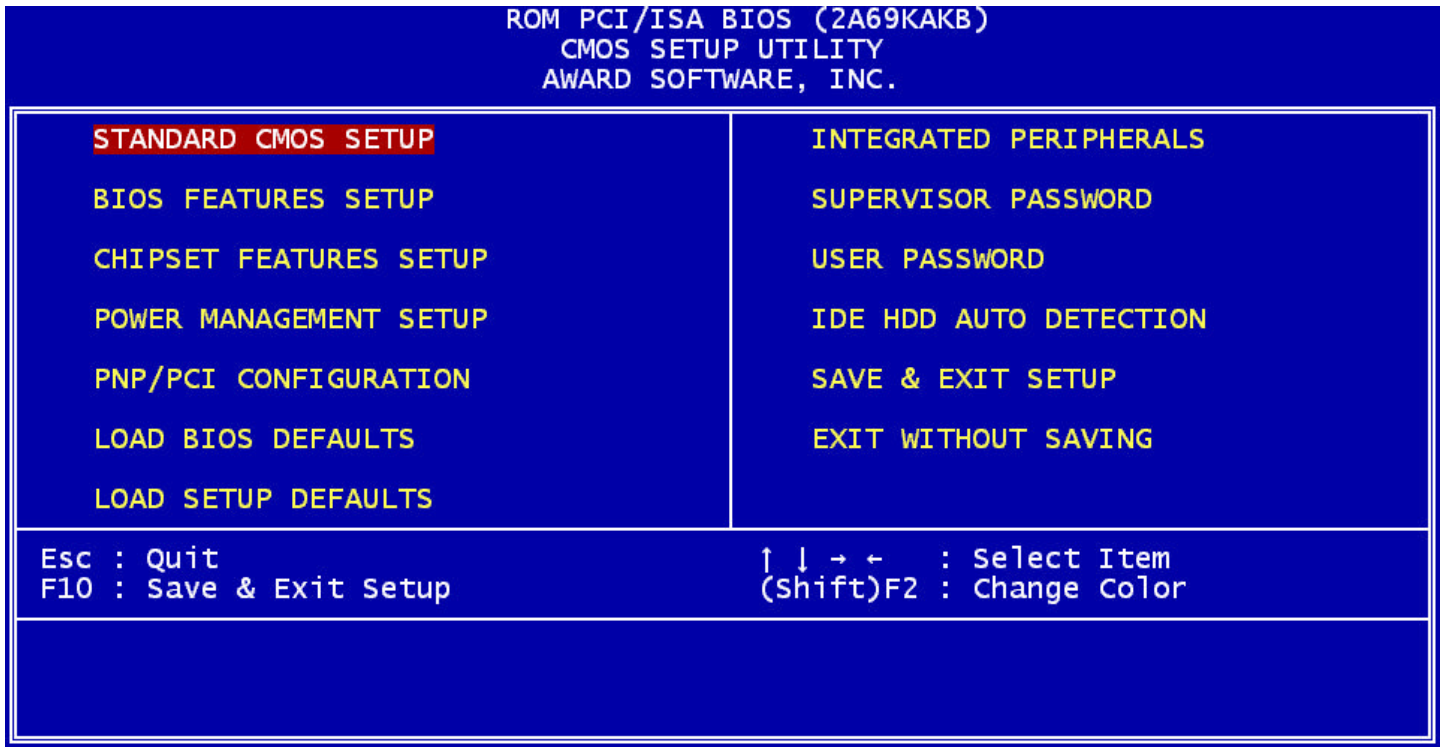 ROM PCI/ISA BIOS (2A69KAKB)
CMOS SETUP UTILITY
AWARD SOFTWARE, INC.
STANDARD CMOS SETUP
BIOS FEATURES SETUP
CHIPSET FEATURES SETUP
POWER MANAGEMENT SETUP
PNP/PCI CONFIGURATION
LOAD BIOS DEFAULTS
LOAD SETUP DEFAULTS
INTEGRATED PERIPHERALS
SUPERVISOR PASSWORD
USER PASSWORD
IDE HDD AUTO DETECTION
SAVE & EXIT SETUP
EXIT WITHOUT SAVING
Esc : Quit
F10 : Save & Exit Setup
↑ ↓ → ← : Select Item
(Shift)F2 : Change Color